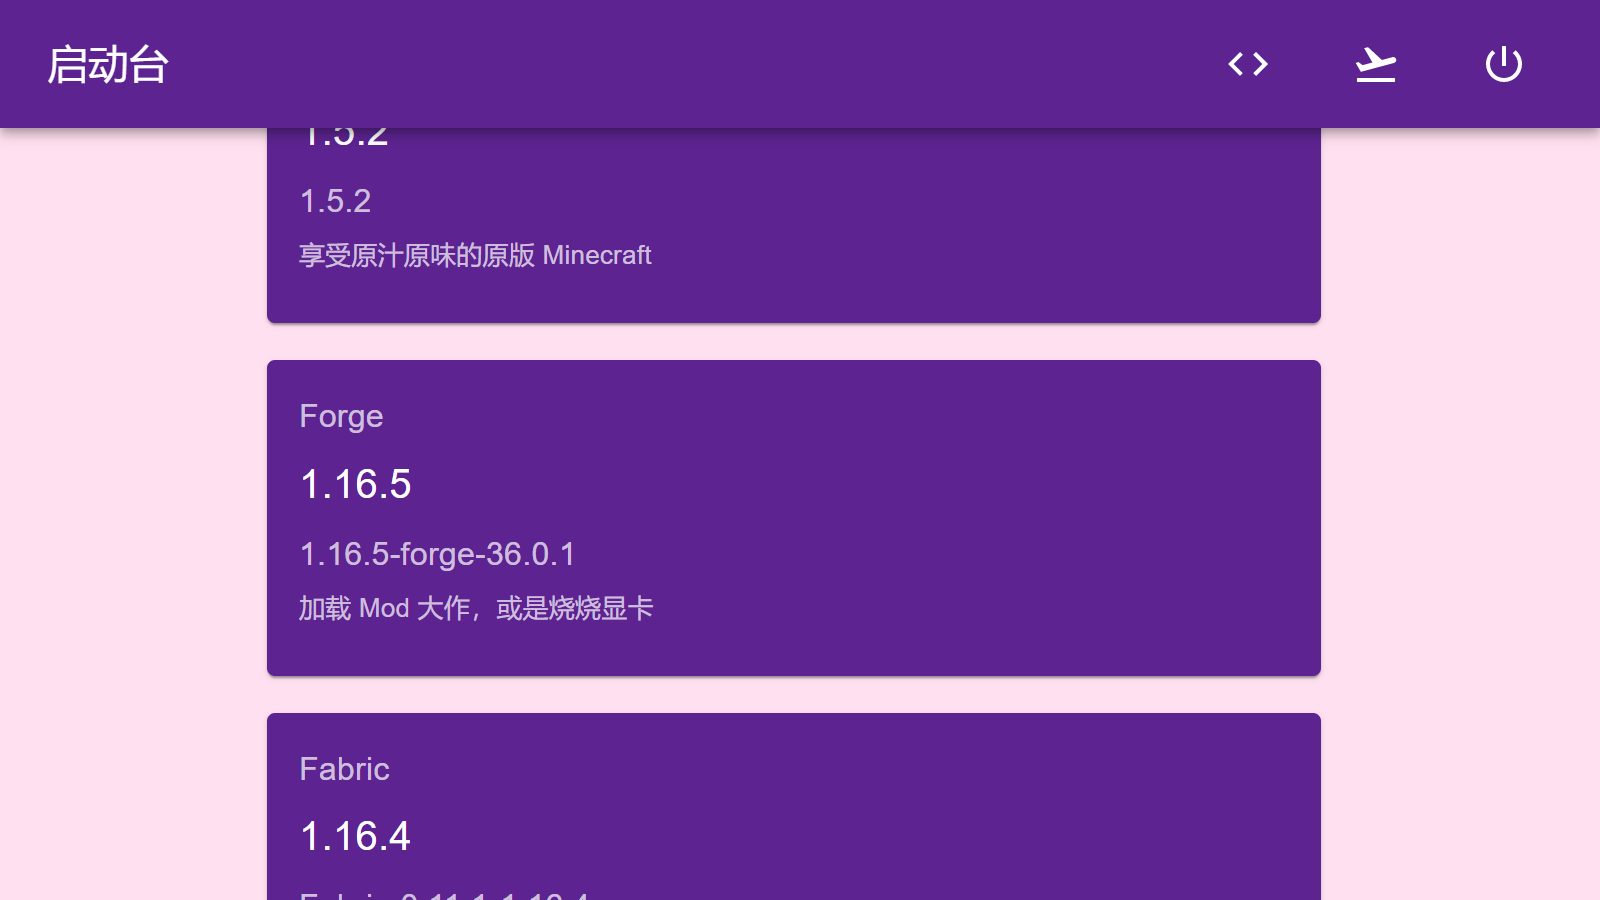 启动台
1.5.2
1.5.2
享受原汁原味的原版 Minecraft
Forge
1.16.5
1.16.5-forge-36.0.1
加载 Mod 大作，或是烧烧显卡
Fabric
1.16.4